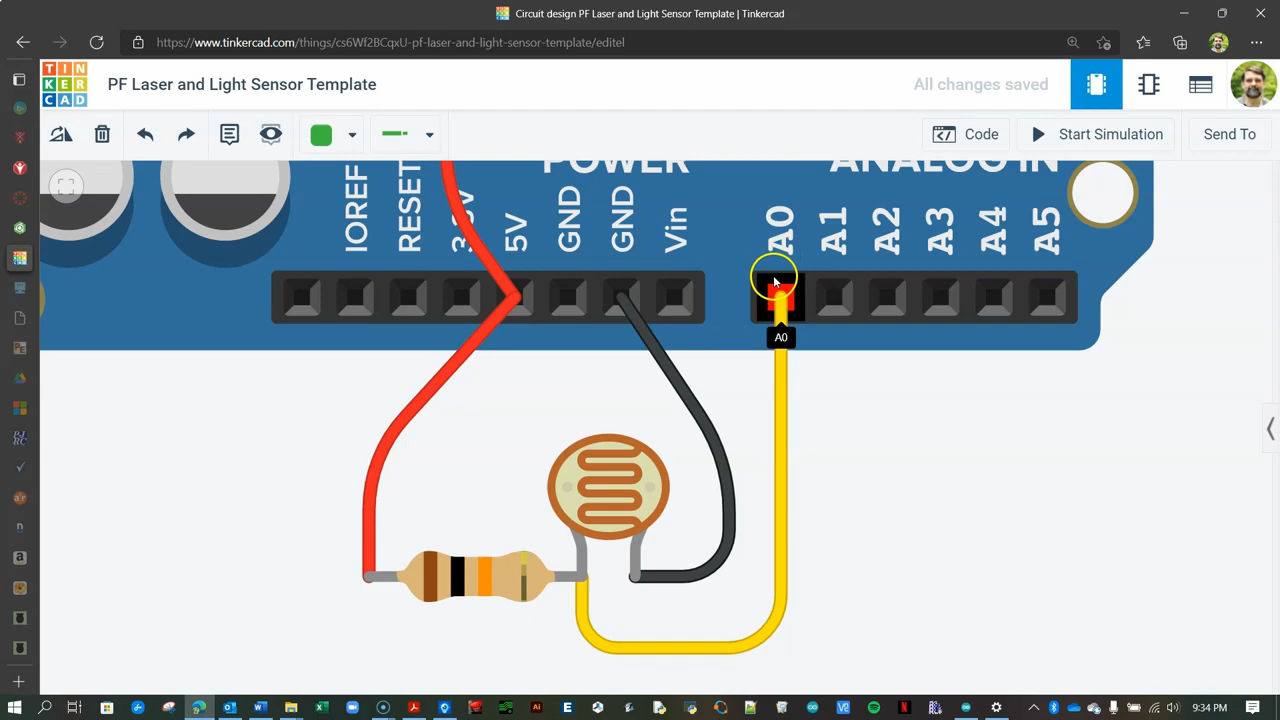 Circuit design PF Laser and Light Sensor Template | Tinkercad
https://www.tinkercad.com/things/cs6Wf2BCqxU-pf-laser-and-light-sensor-template/editel
TIN
KER
CAD
PF Laser and Light Sensor Template
All changes saved
Code
Start Simulation
Send To
POWER
ANALOG IN
IOREF
RESET
3.3V
5V
GND
GND
Vin
A0
A1
A2
A3
A4
A5
A0
9:34 PM